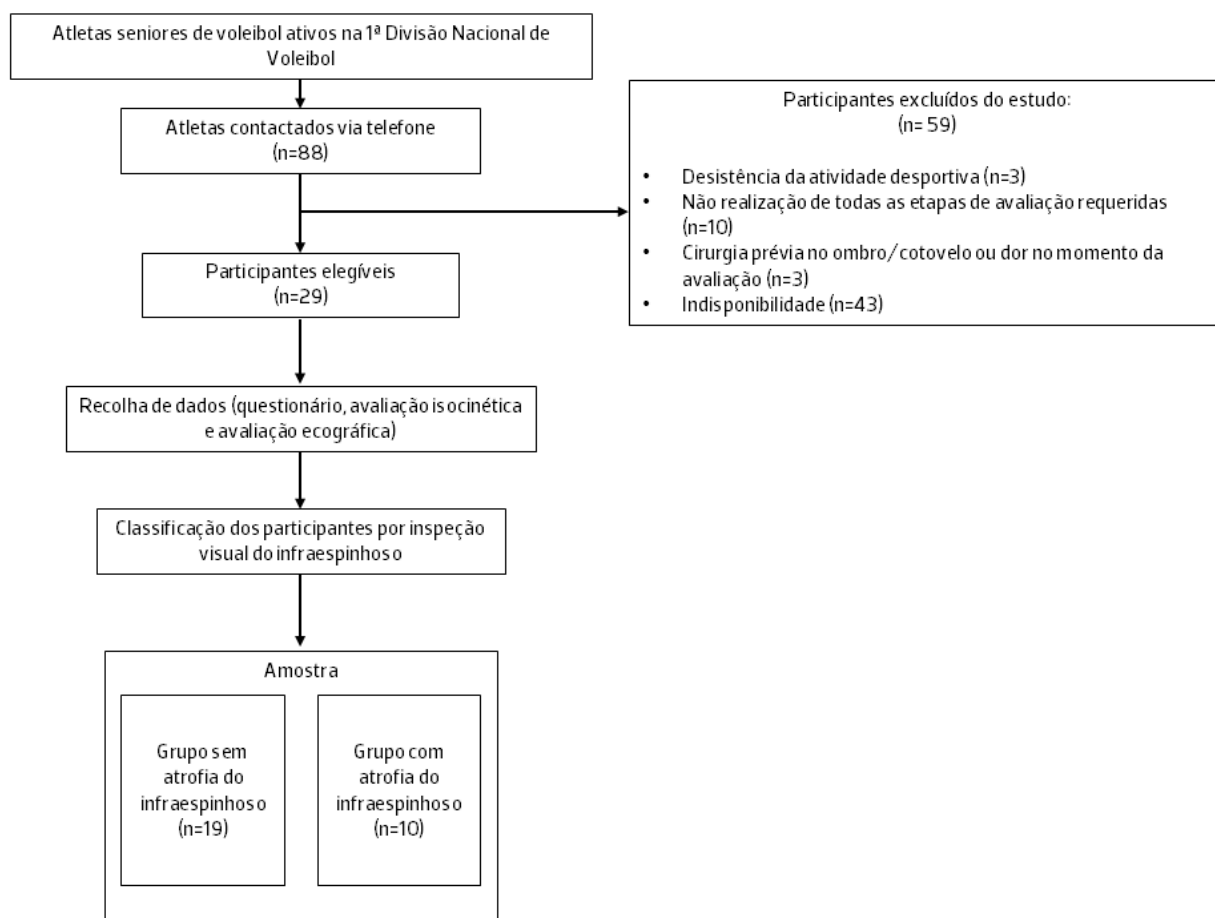 Atletas seniores de voleibol ativos na 1ª Divisão Nacional de
Voleibol
Atletas contactados via telefone
(n=88)
Participantes excluídos do estudo:
(n= 59)
• Desistência da atividade desportiva (n=3)
• Não realização de todas as etapas de avaliação requeridas
(n=10)
• Cirurgia prévia no ombro/cotovelo ou dor no momento da
avaliação (n=3)
• Indisponibilidade (n=43)
Participantes elegíveis
(n=29)
Recolha de dados (questionário, avaliação isocinética
e avaliação ecográfica)
Classificação dos participantes por inspeção
visual do infraespinhoso
Amostra
Grupo sem
atrofia do
infraespinhoso
(n=19)
Grupo com
atrofia do
infraespinhoso
(n=10)